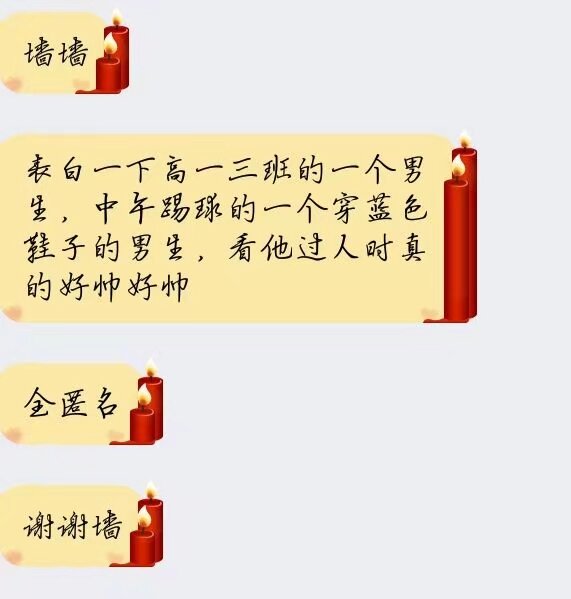 墙墙
表白一下高一三班的一个男
生，中午踢球的一个穿蓝色
鞋子的男生，看他过人时真
的好帅好帅
全匿名
谢谢墙